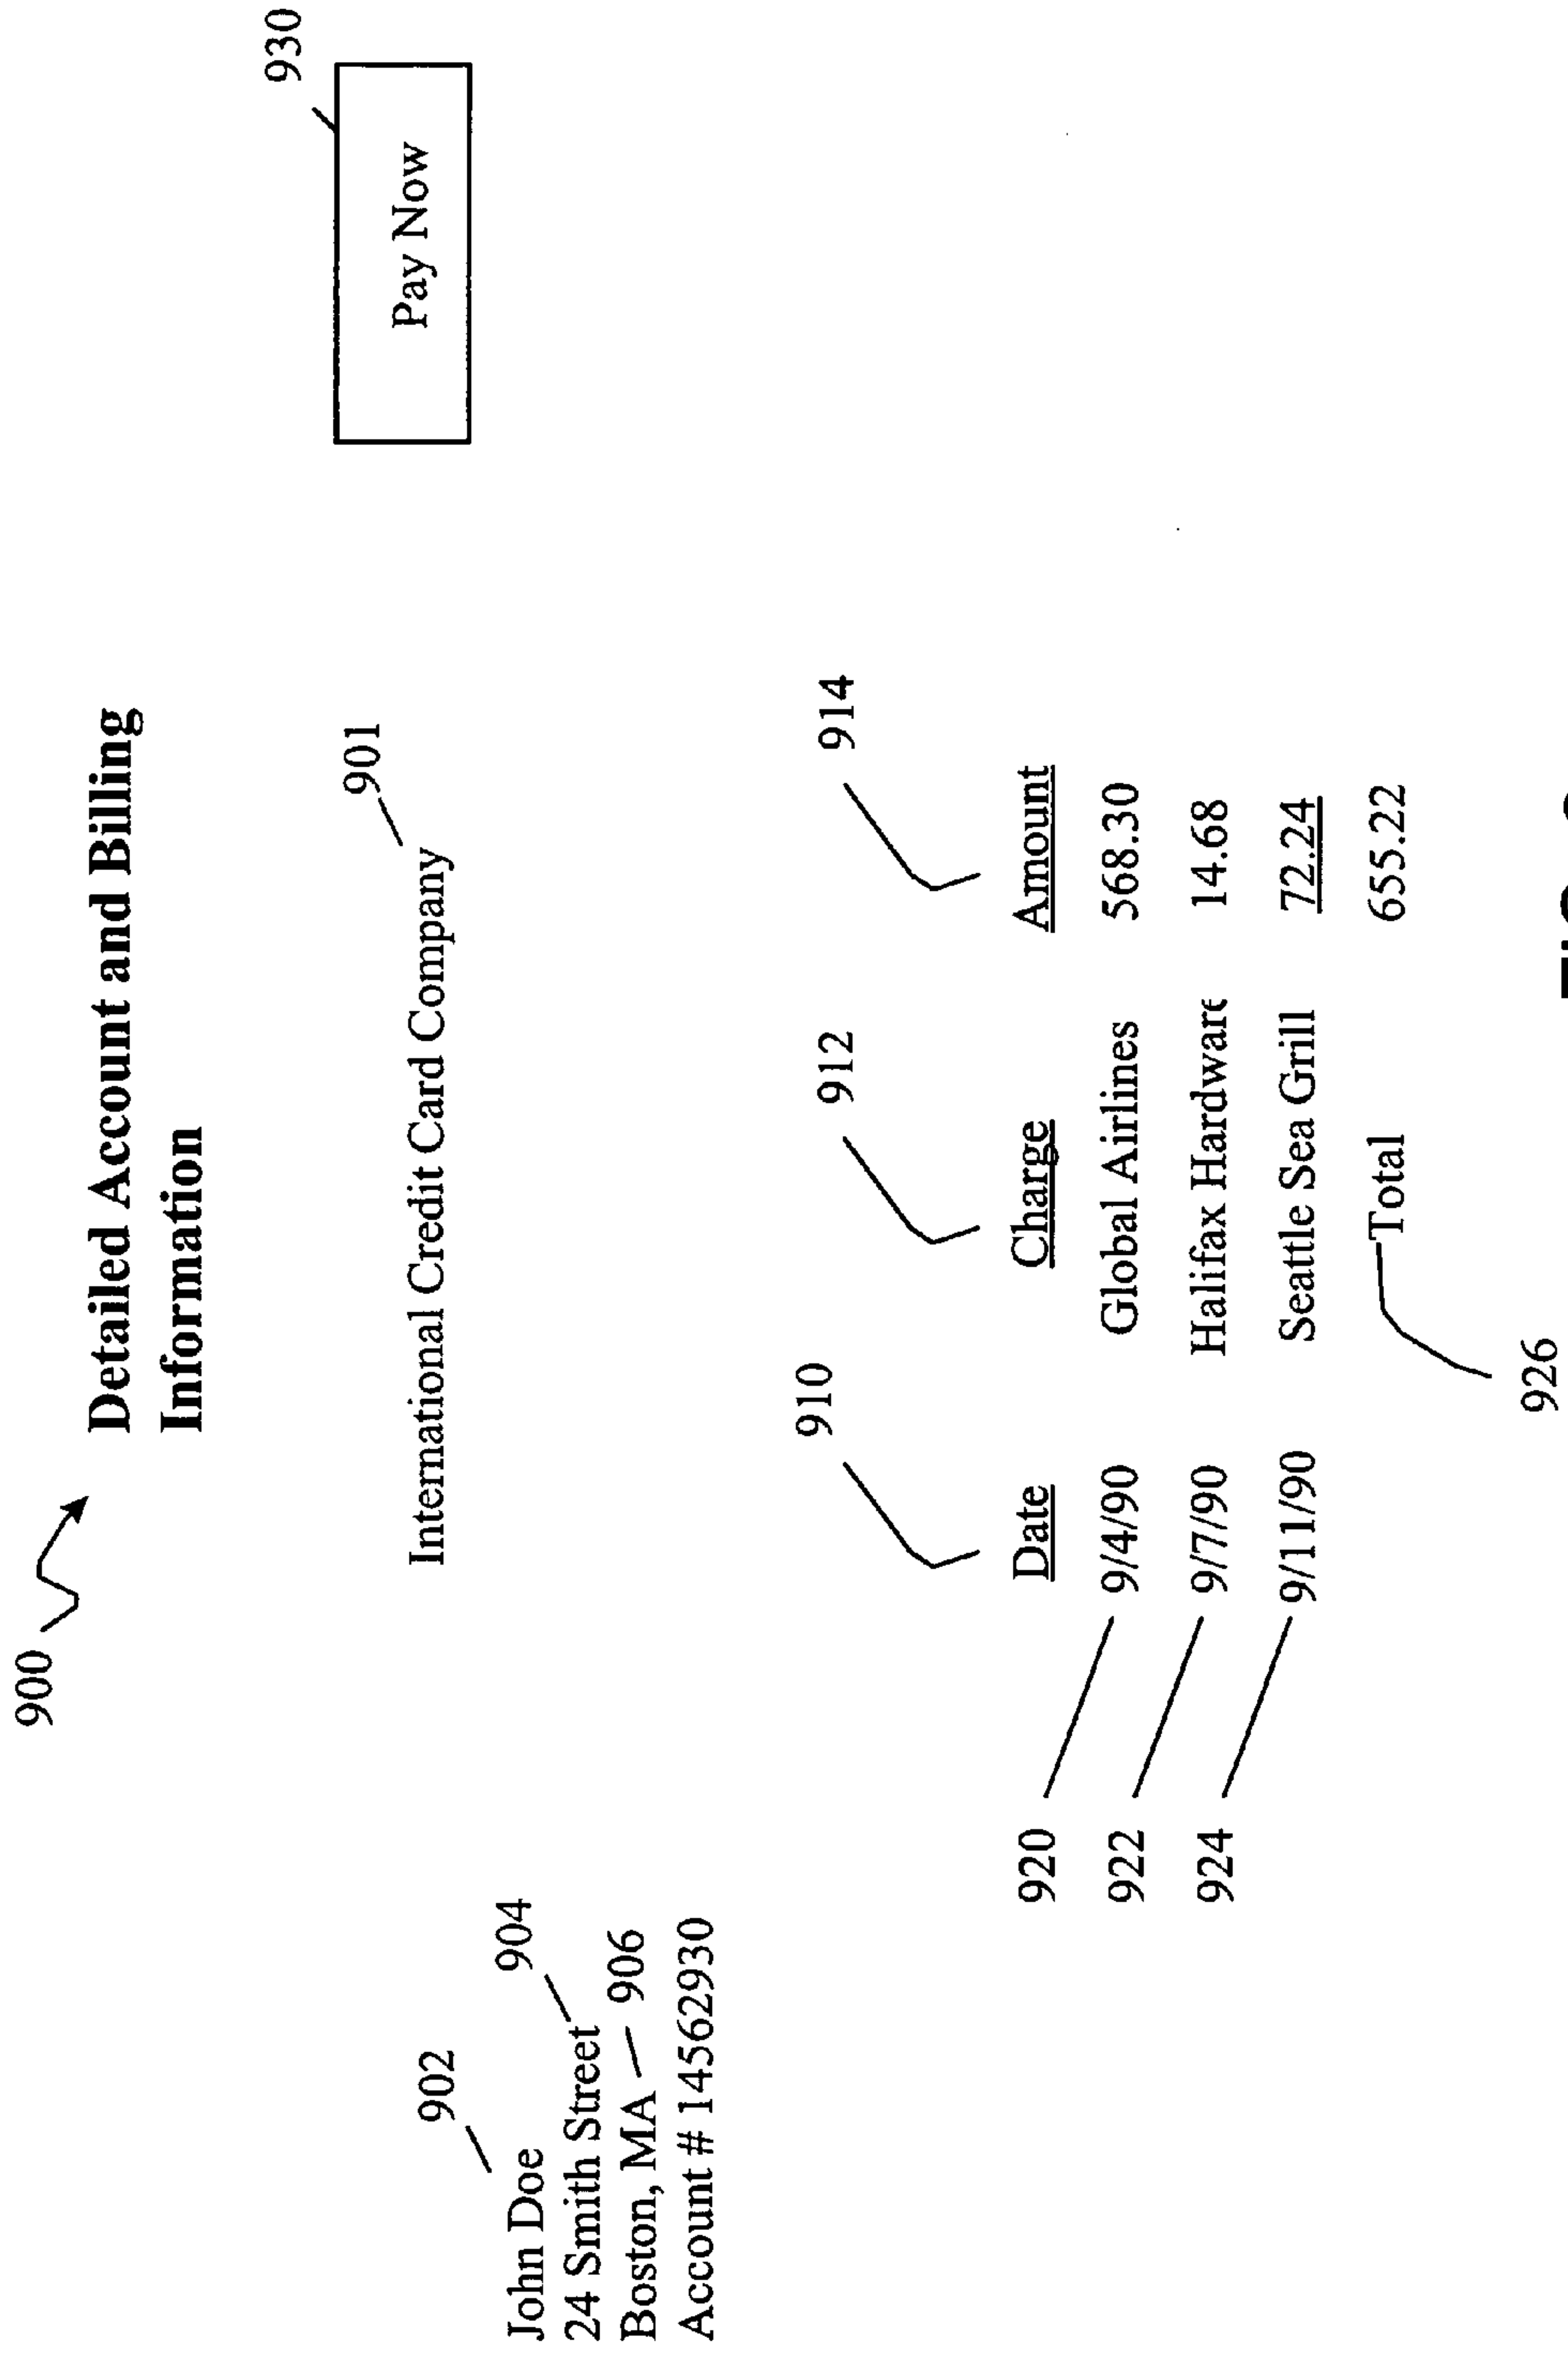 900
Detailed Account and Billing
Information
930
Pay Now
901
International Credit Card Company
902
John Doe
904
24 Smith Street
Boston, MA 906
Account # 14562930
910 912 914
Date Charge Amount
920 9/4/90 Global Airlines 568.30
922 9/7/90 Halifax Hardware 14.68
924 9/11/90 Seattle Sea Grill 72.24
Total 655.22
926